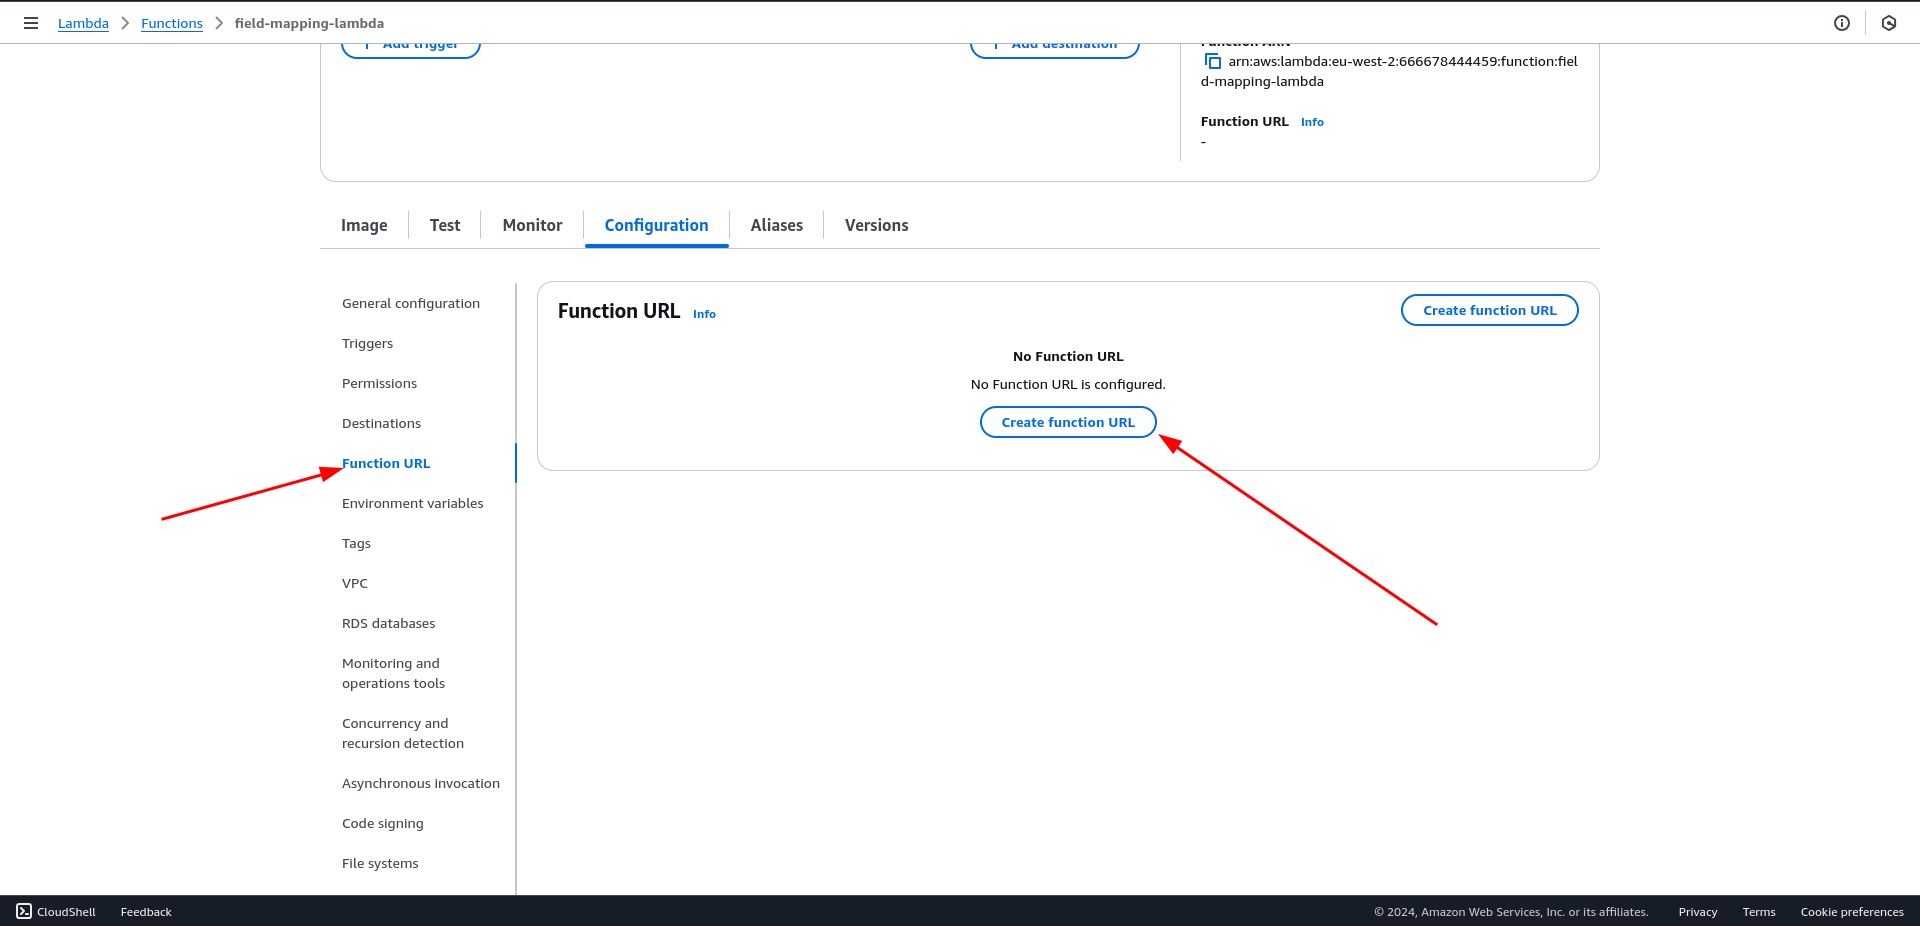 Lambda > Functions > field-mapping-lambda
Add trigger
Add destination
Function ARN
arn:aws:lambda:eu-west-2:666678444459:function:fiel
d-mapping-lambda
Function URL Info
-
Image Test Monitor Configuration Aliases Versions
General configuration
Triggers
Permissions
Destinations
Function URL
Environment variables
Tags
VPC
RDS databases
Monitoring and
operations tools
Concurrency and
recursion detection
Asynchronous invocation
Code signing
File systems
Function URL Info
Create function URL
No Function URL
No Function URL is configured.
Create function URL
CloudShell Feedback
© 2024, Amazon Web Services, Inc. or its affiliates. Privacy Terms Cookie preferences